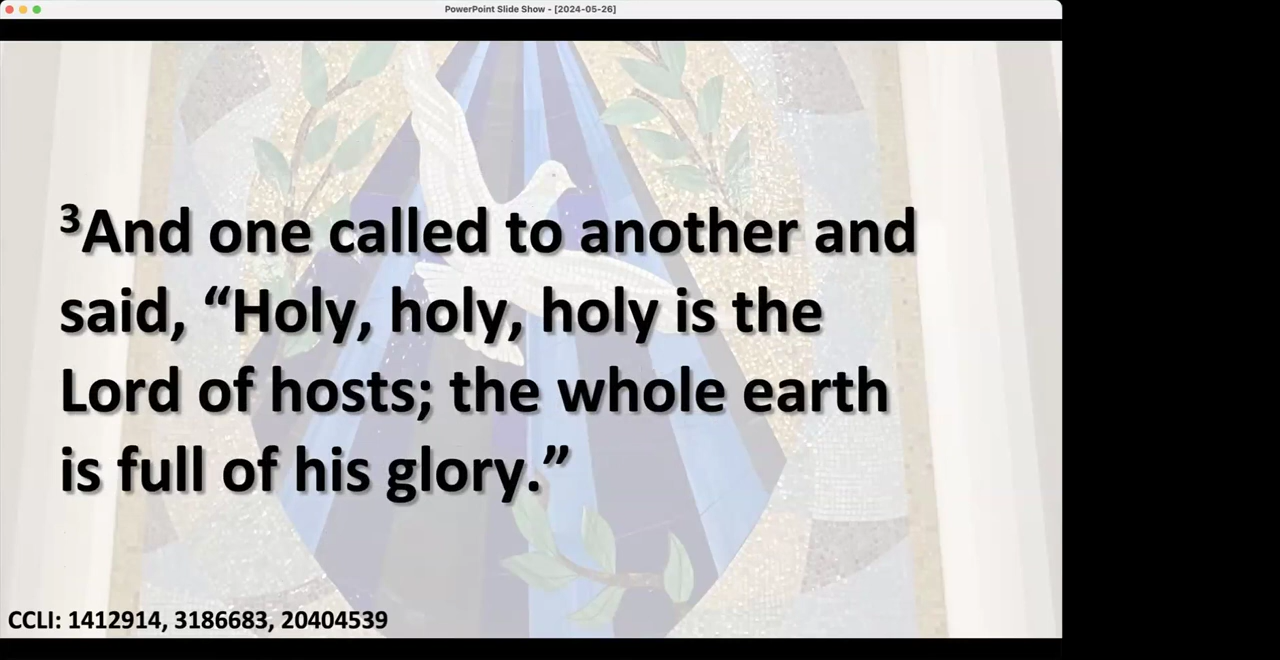 PowerPoint Slide Show - [2024-05-26]
³And one called to another and
said, “Holy, holy, holy is the
Lord of hosts; the whole earth
is full of his glory.”
CCLI: 1412914, 3186683, 20404539